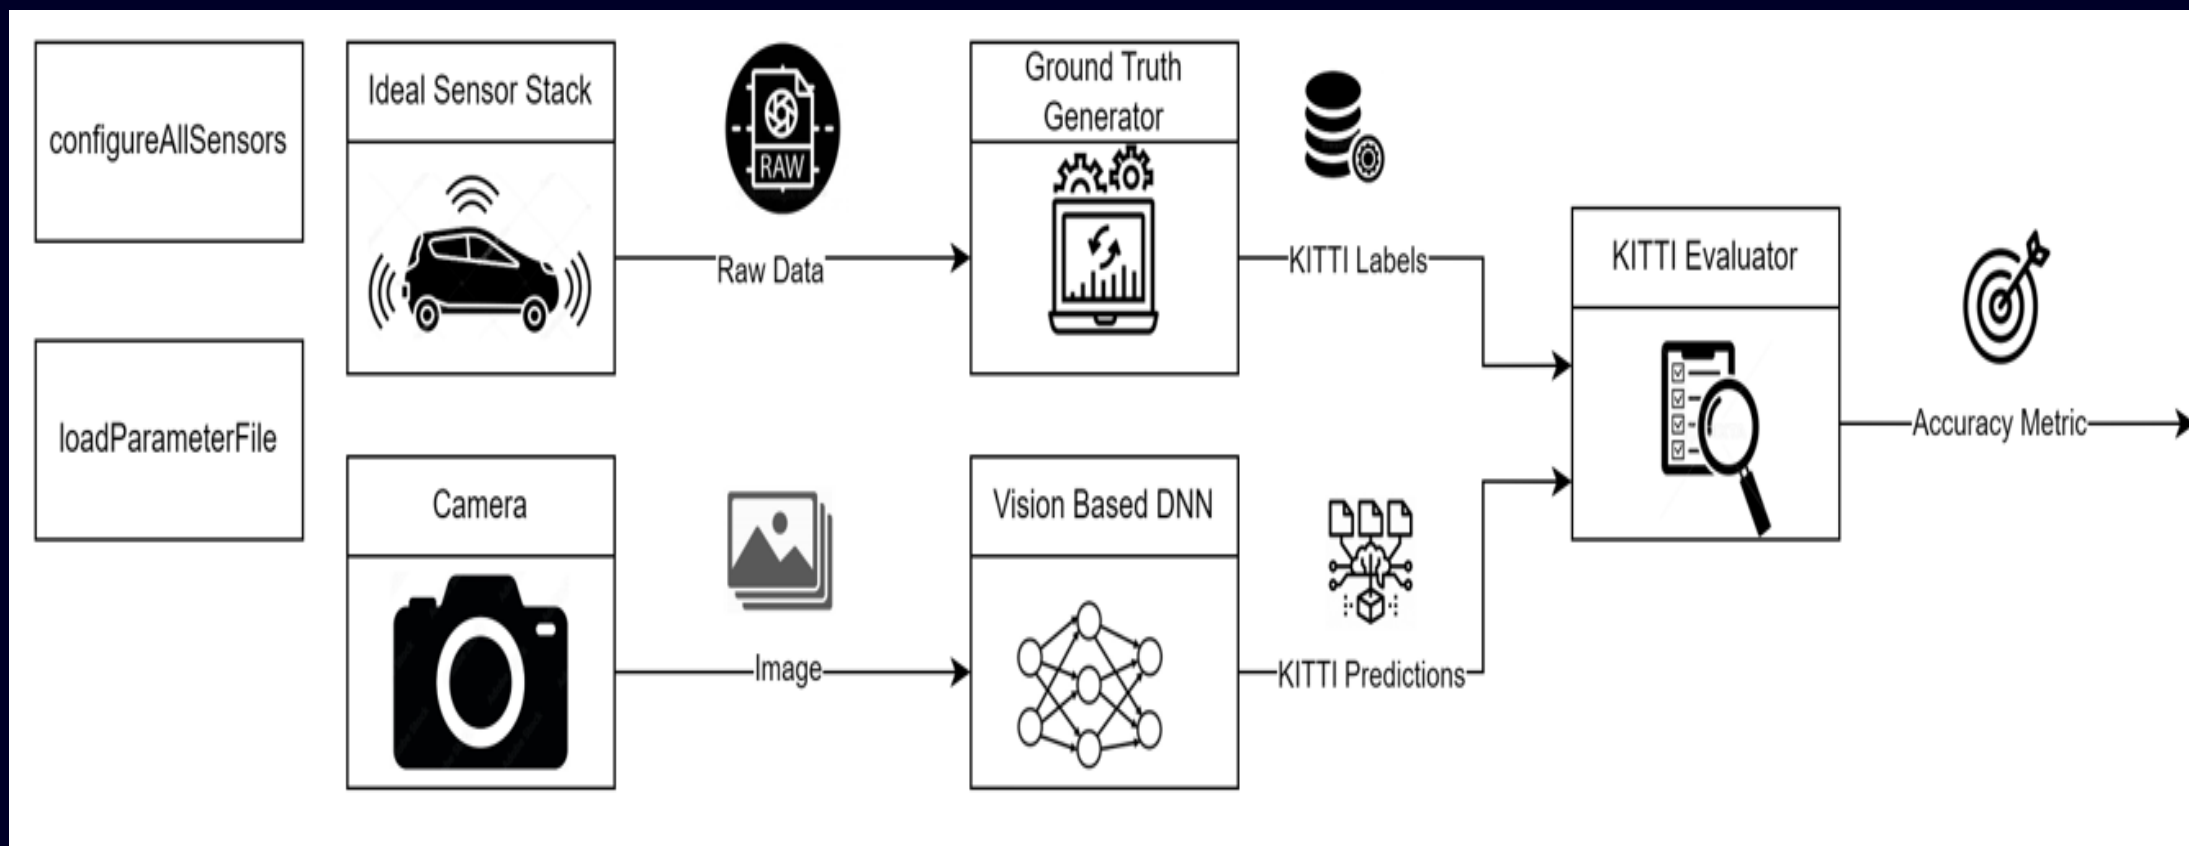 configureAllSensors
loadParameterFile
Ideal Sensor Stack
RAW
Raw Data
Ground Truth
Generator
KITTI Labels
Camera
Image
Vision Based DNN
KITTI Predictions
KITTI Evaluator
Accuracy Metric